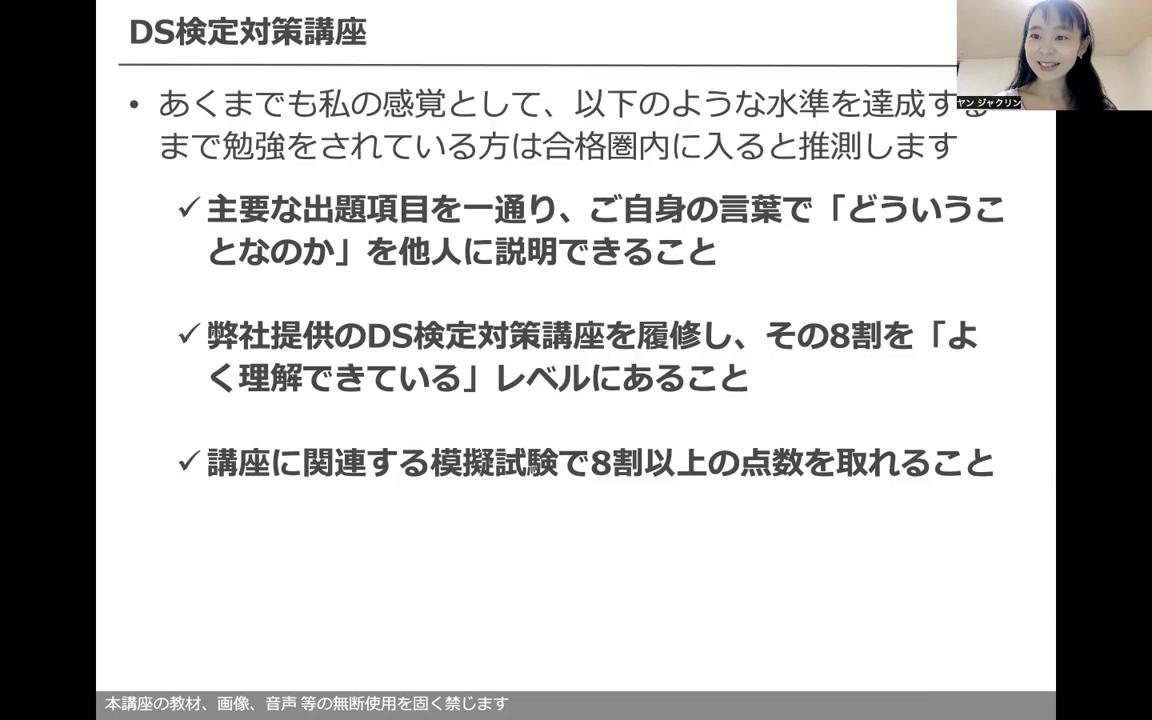 DS検定対策講座
• あくまでも私の感覚として、以下のような水準を達成する
まで勉強をされている方は合格圏内に入ると推測します
✓ 主要な出題項目を一通り、ご自身の言葉で「どういうこ
となのか」を他人に説明できること
✓ 弊社提供のDS検定対策講座を履修し、その8割を「よ
く理解できている」レベルにあること
✓ 講座に関連する模擬試験で8割以上の点数を取れること
ヤン ジャクリン
本講座の教材、画像、音声 等の無断使用を固く禁じます